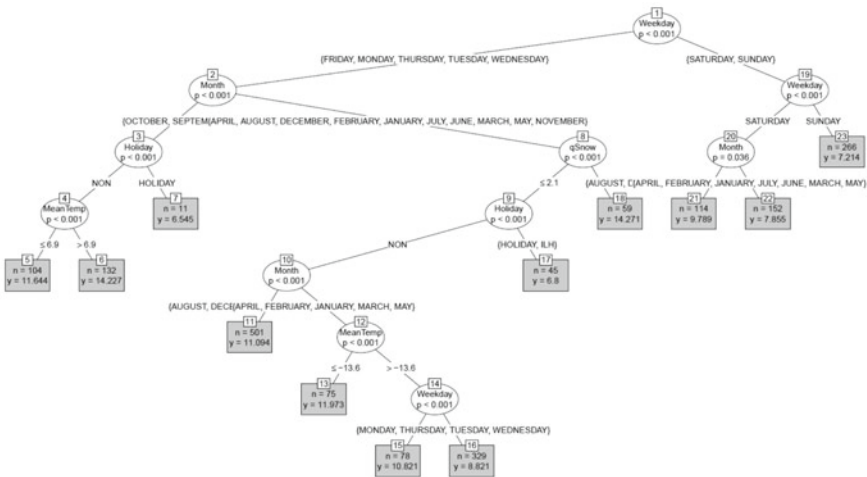 1
Weekday
p < 0.001
{FRIDAY, MONDAY, THURSDAY, TUESDAY, WEDNESDAY}
{SATURDAY, SUNDAY}
2
Month
p < 0.001
19
Weekday
p < 0.001
{OCTOBER, SEPTEM{APRIL, AUGUST, DECEMBER, FEBRUARY, JANUARY, JULY, JUNE, MARCH, MAY, NOVEMBER}
SATURDAY
SUNDAY
3
Holiday
p < 0.001
8
qSnow
p < 0.001
20
Month
p = 0.036
23
n = 266
y = 7.214
NON
HOLIDAY
≤ 2.1
{AUGUST, D{APRIL, FEBRUARY, JANUARY, JULY, JUNE, MARCH, MAY}
4
MeanTemp
p < 0.001
7
n = 11
y = 6.545
9
Holiday
p < 0.001
18
n = 59
y = 14.271
21
n = 114
y = 9.789
22
n = 152
y = 7.855
≤ 6.9
> 6.9
NON
{HOLIDAY, ILH}
5
n = 104
y = 11.644
6
n = 132
y = 14.227
10
Month
p < 0.001
17
n = 45
y = 6.8
{AUGUST, DECE{APRIL, FEBRUARY, JANUARY, MARCH, MAY}
11
n = 501
y = 11.094
12
MeanTemp
p < 0.001
≤ −13.6
> −13.6
13
n = 75
y = 11.973
14
Weekday
p < 0.001
{MONDAY, THURSDAY, TUESDAY, WEDNESDAY}
15
n = 78
y = 10.821
16
n = 329
y = 8.821